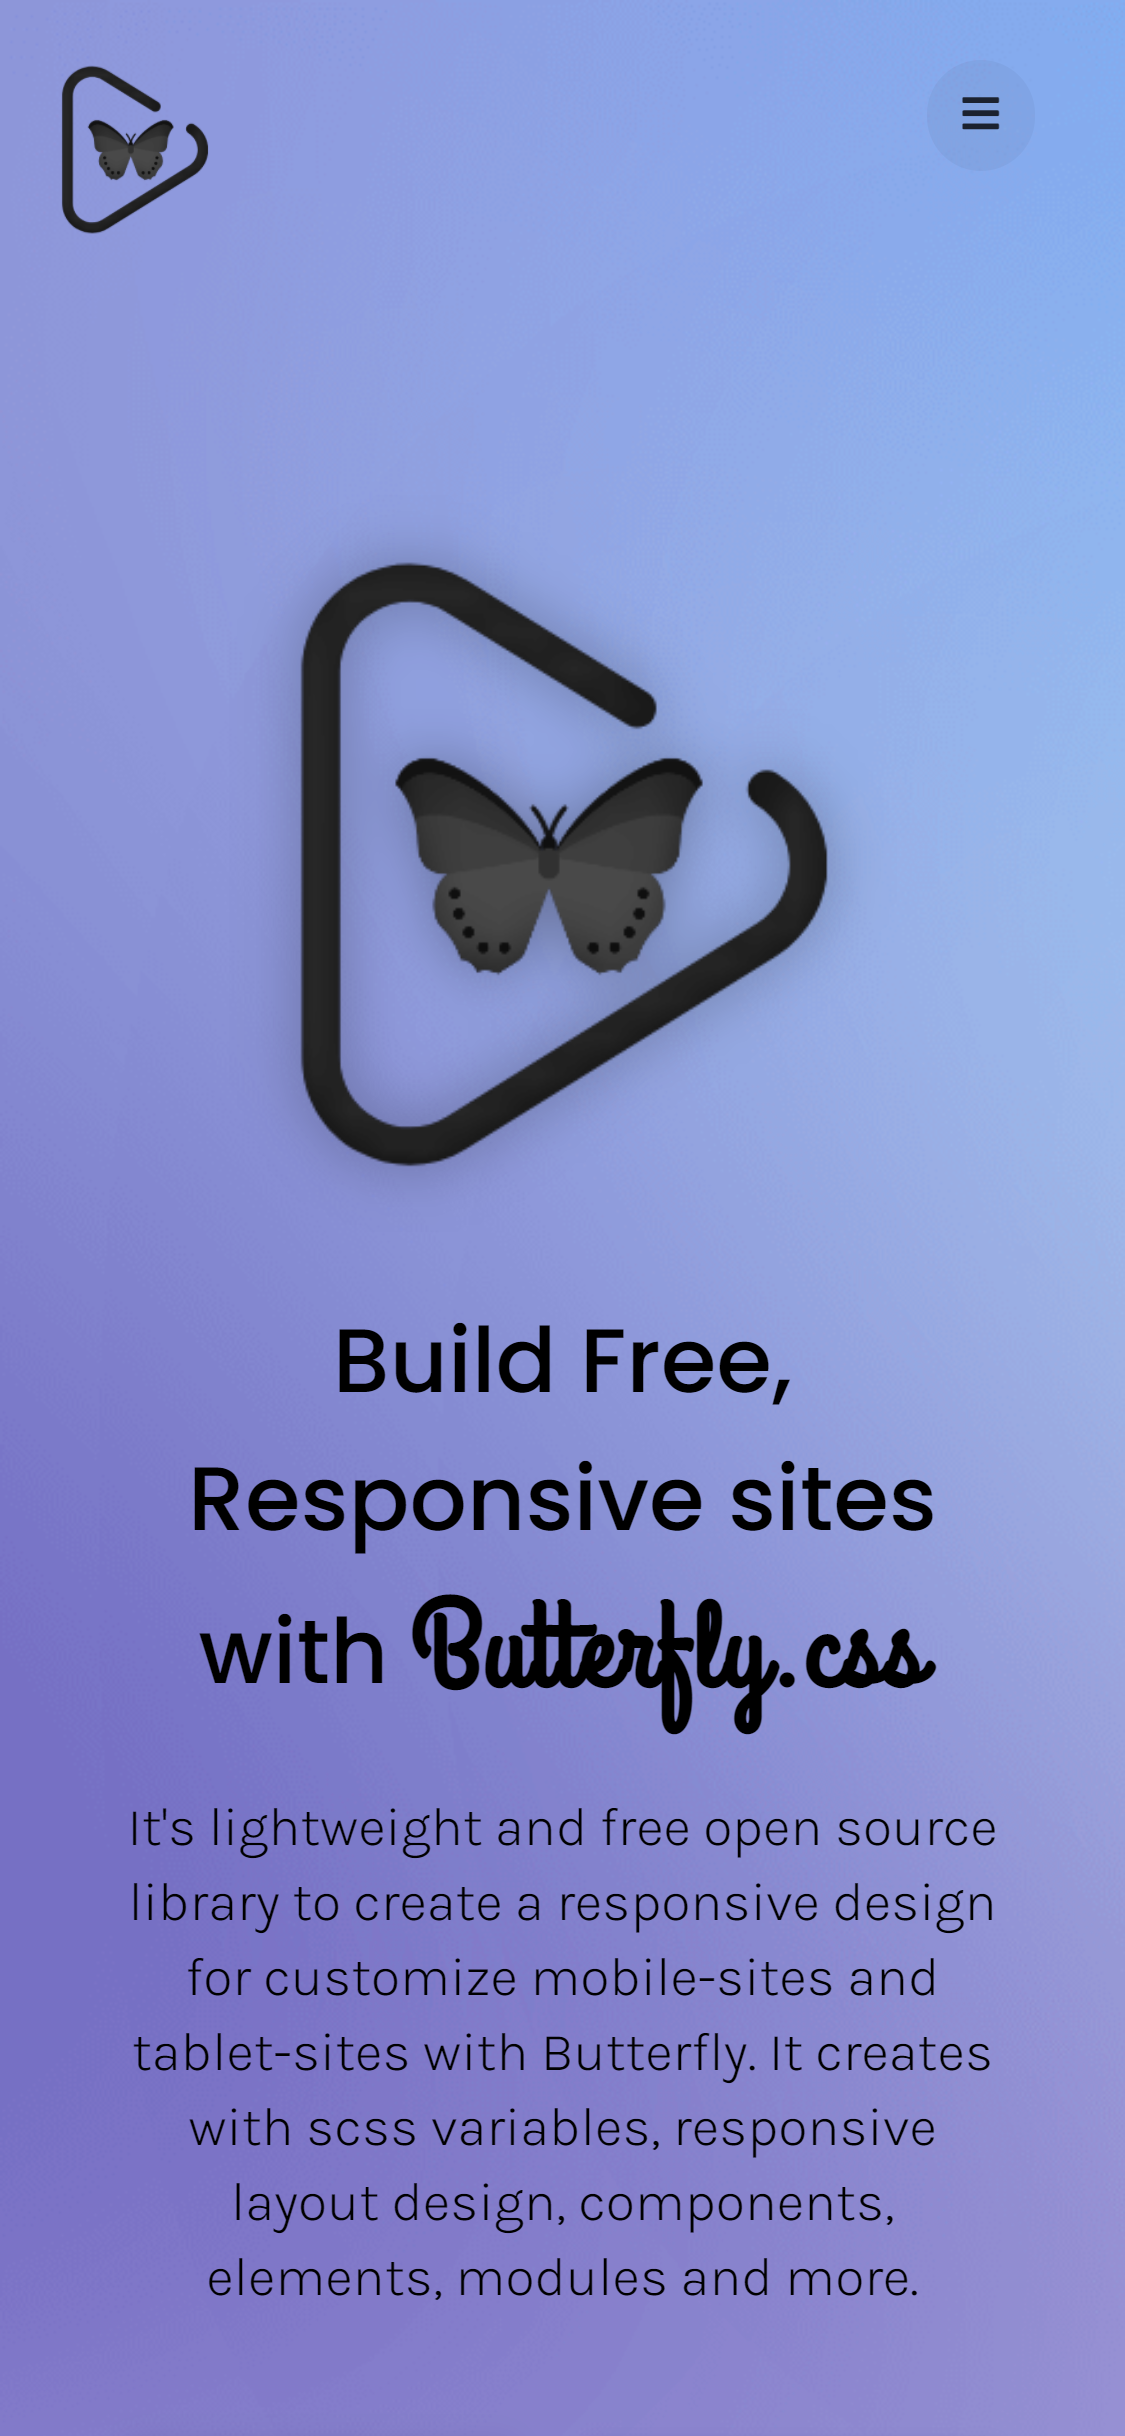 Build Free,
Responsive sites
with Butterfly.css
It's lightweight and free open source
library to create a responsive design
for customize mobile-sites and
tablet-sites with Butterfly. It creates
with scss variables, responsive
layout design, components,
elements, modules and more.